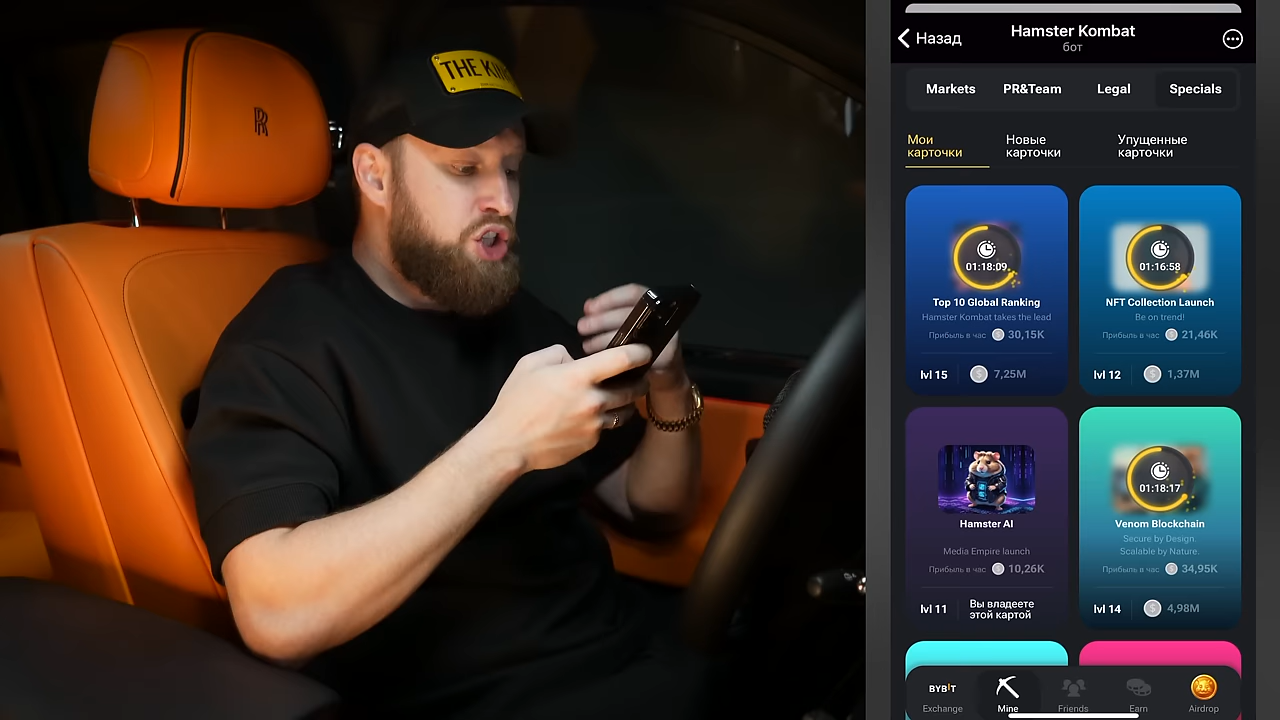 THE
Назад
Hamster Kombat
бот
Markets
PR&Team
Legal
Specials
Мои
карточки
Новые
карточки
Упущенные
карточки
01:18:09
Top 10 Global Ranking
Hamster Kombat takes the lead
Прибыль в час 30,15K
lvl 15 7,25M
01:16:58
NFT Collection Launch
Be on trend!
Прибыль в час 21,46K
lvl 12 1,37M
Hamster AI
Media Empire launch
Прибыль в час 10,26K
lvl 11 Вы владеете
этой картой
01:18:17
Venom Blockchain
Secure by Design.
Scalable by Nature.
Прибыль в час 34,95K
lvl 14 4,98M
BYBIT
Exchange
Mine
Friends
Earn
Airdrop